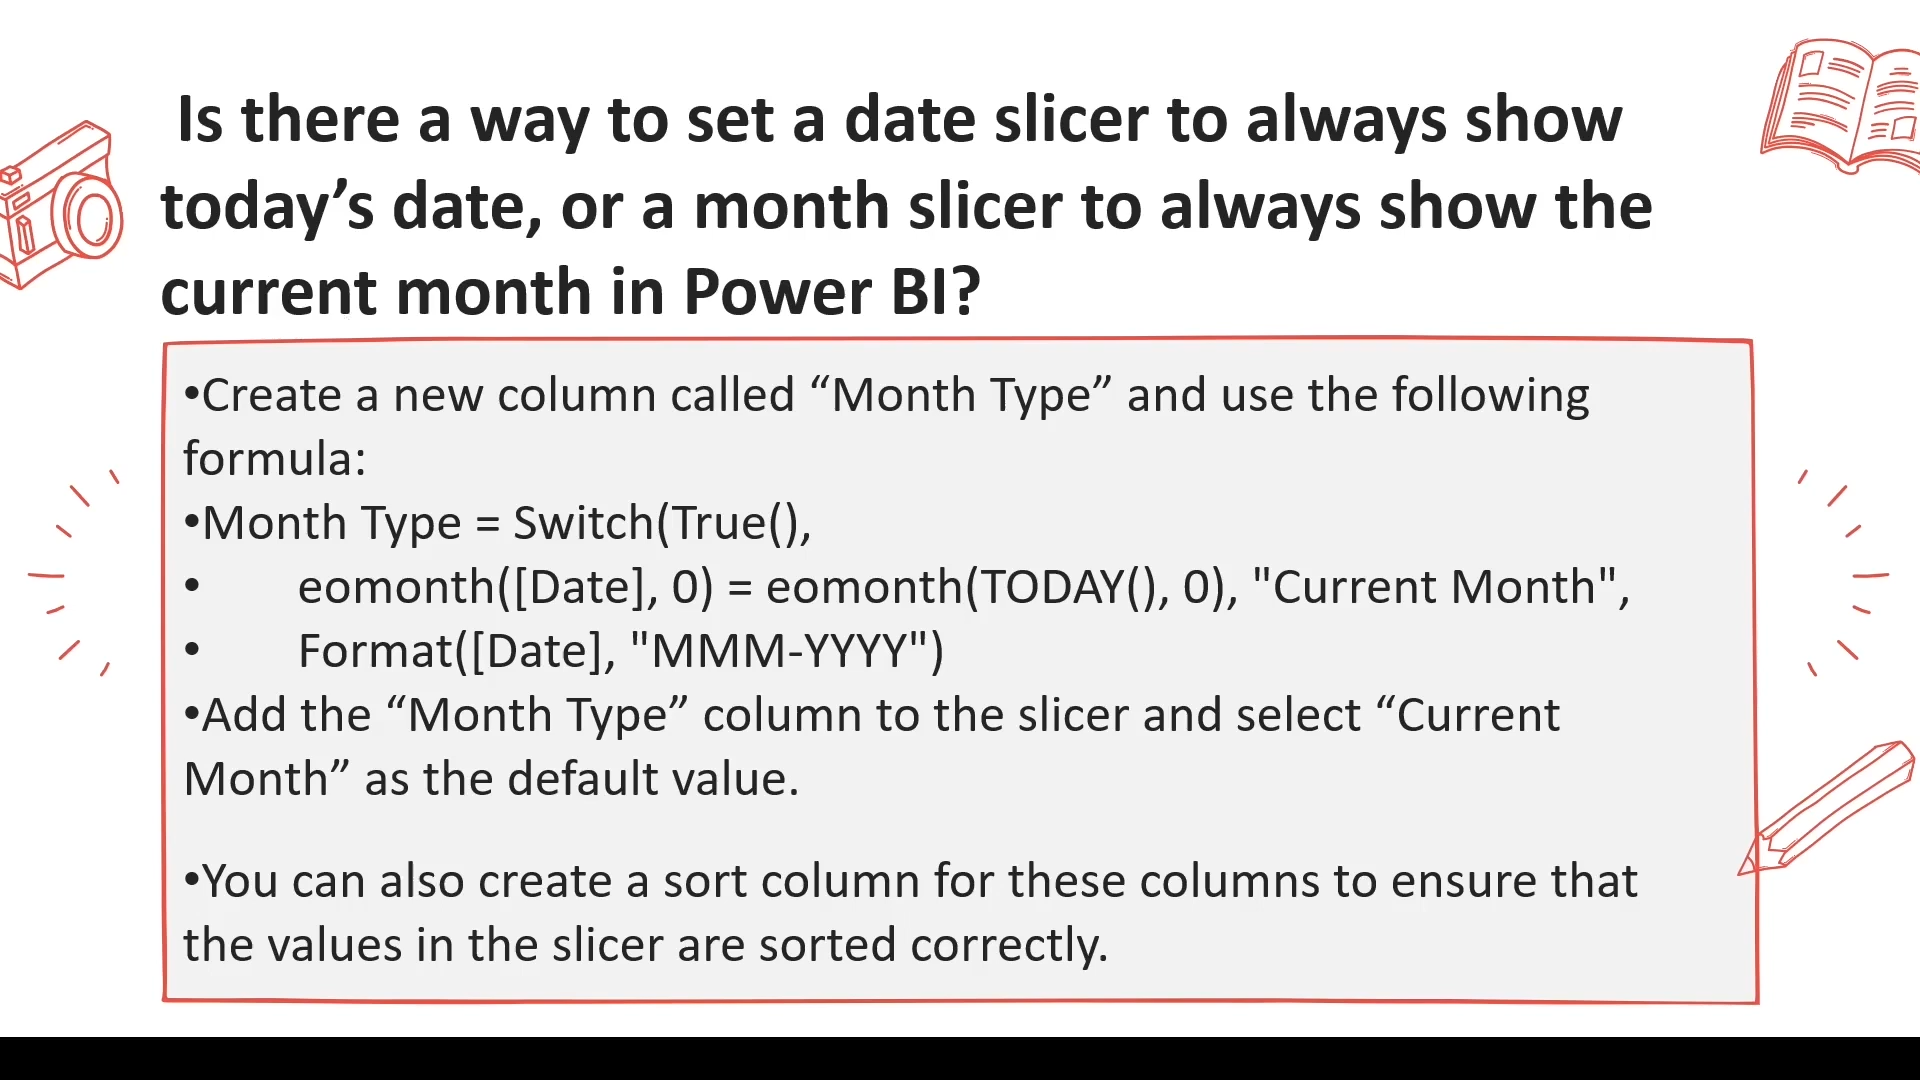 Is there a way to set a date slicer to always show
today’s date, or a month slicer to always show the
current month in Power BI?
•Create a new column called “Month Type” and use the following
formula:
•Month Type = Switch(True(),
• eomonth([Date], 0) = eomonth(TODAY(), 0), "Current Month",
• Format([Date], "MMM-YYYY")
•Add the “Month Type” column to the slicer and select “Current
Month” as the default value.
•You can also create a sort column for these columns to ensure that
the values in the slicer are sorted correctly.